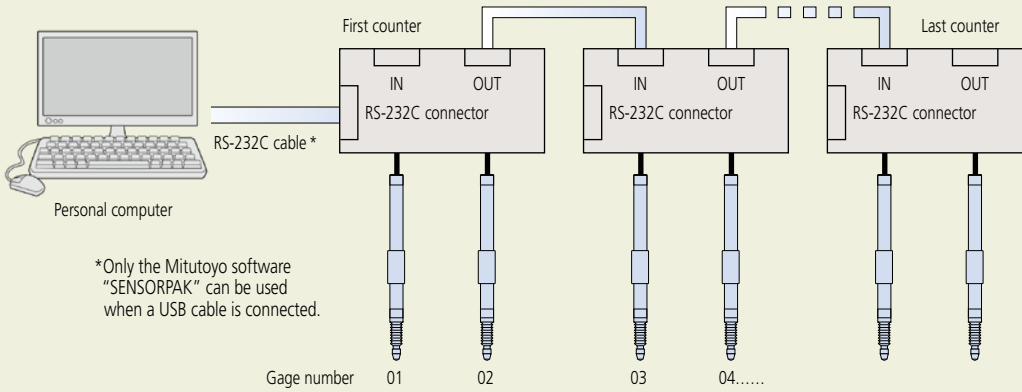 First counter
Last counter
IN OUT
IN OUT
IN OUT
RS-232C connector
RS-232C connector
RS-232C connector
RS-232C cable *
Personal computer
*Only the Mitutoyo software
“SENSORPAK” can be used
when a USB cable is connected.
Gage number 01 02 03 04......